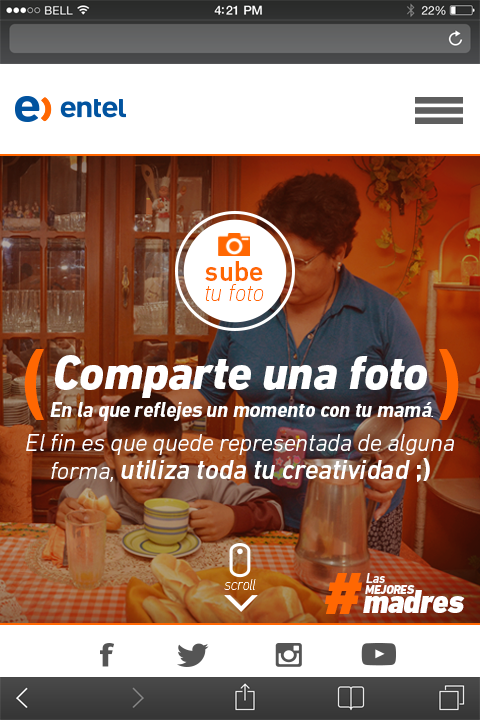 BELL
4:21 PM
22%
e) entel
sube
tu foto
(Comparte una foto)
En la que reflejes un momento con tu mamá
El fin es que quede representada de alguna
forma, utiliza toda tu creatividad ;)
scroll
#Las
MEJORES
madres